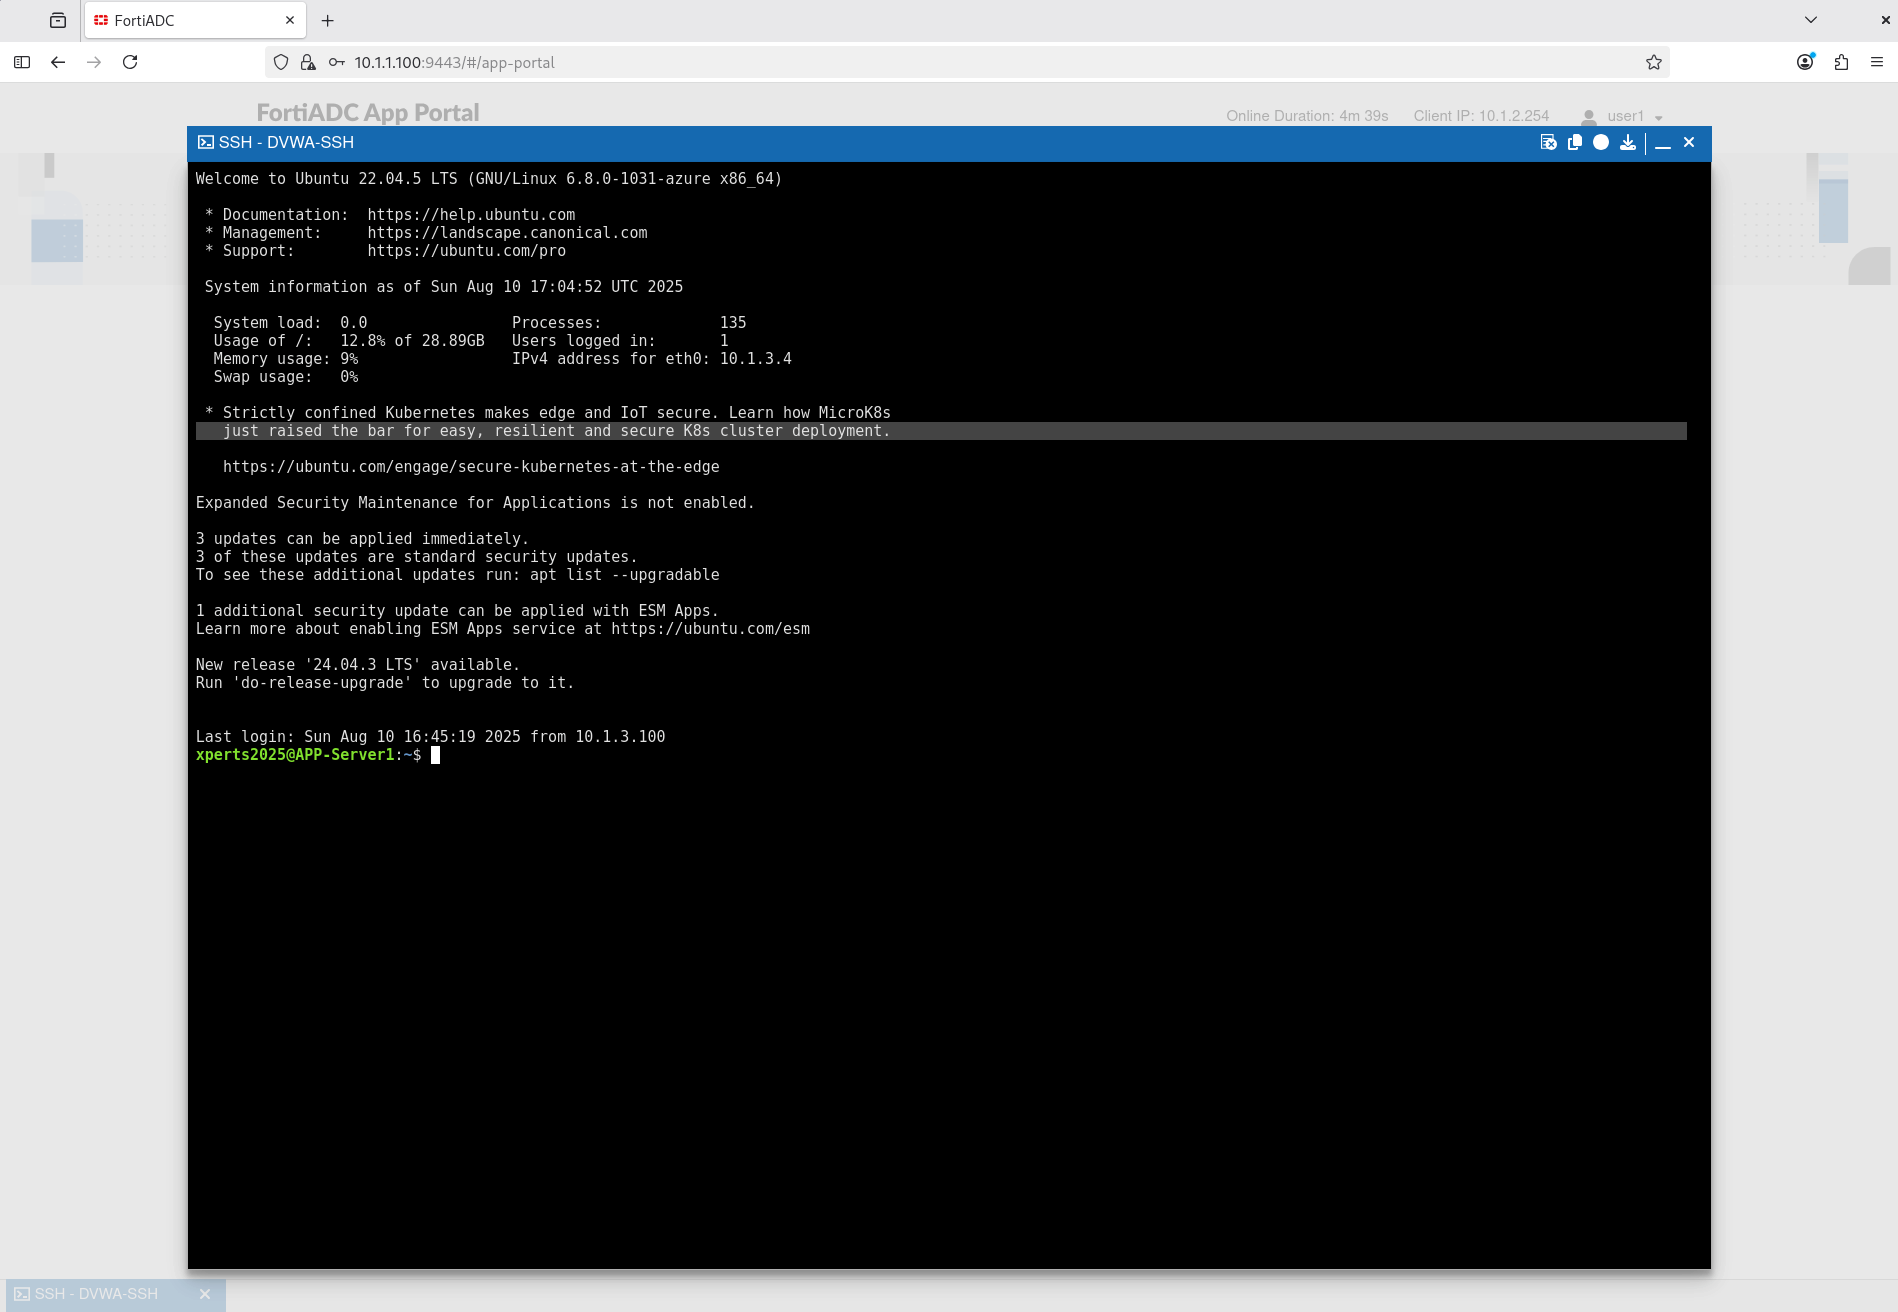 FortiADC
10.1.1.100:9443/#/app-portal
FortiADC App Portal
Online Duration: 4m 39s Client IP: 10.1.2.254 user1
SSH - DVWA-SSH
Welcome to Ubuntu 22.04.5 LTS (GNU/Linux 6.8.0-1031-azure x86_64)
* Documentation: https://help.ubuntu.com
* Management: https://landscape.canonical.com
* Support: https://ubuntu.com/pro
System information as of Sun Aug 10 17:04:52 UTC 2025
System load: 0.0 Processes: 135
Usage of /: 12.8% of 28.89GB Users logged in: 1
Memory usage: 9% IPv4 address for eth0: 10.1.3.4
Swap usage: 0%
* Strictly confined Kubernetes makes edge and IoT secure. Learn how MicroK8s
just raised the bar for easy, resilient and secure K8s cluster deployment.
https://ubuntu.com/engage/secure-kubernetes-at-the-edge
Expanded Security Maintenance for Applications is not enabled.
3 updates can be applied immediately.
3 of these updates are standard security updates.
To see these additional updates run: apt list --upgradable
1 additional security update can be applied with ESM Apps.
Learn more about enabling ESM Apps service at https://ubuntu.com/esm
New release '24.04.3 LTS' available.
Run 'do-release-upgrade' to upgrade to it.
Last login: Sun Aug 10 16:45:19 2025 from 10.1.3.100
xperts2025@APP-Server1:~$
SSH - DVWA-SSH